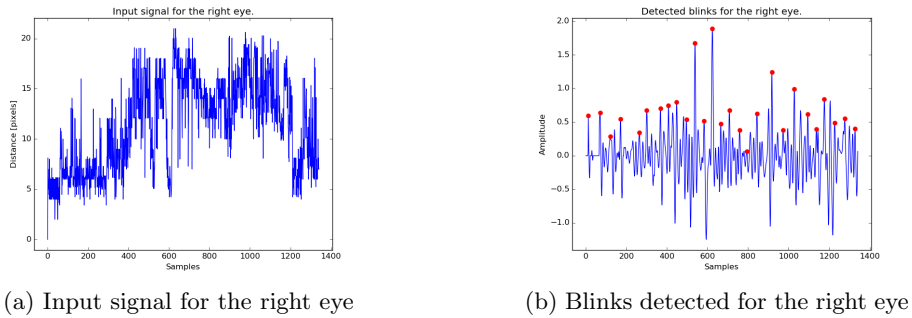 Input signal for the right eye.
20
15
10
5
0
Distance [pixels]
0 200 400 600 800 1000 1200 1400
Samples
(a) Input signal for the right eye
Detected blinks for the right eye.
2.0
1.5
1.0
0.5
0.0
−0.5
−1.0
Amplitude
0 200 400 600 800 1000 1200 1400
Samples
(b) Blinks detected for the right eye